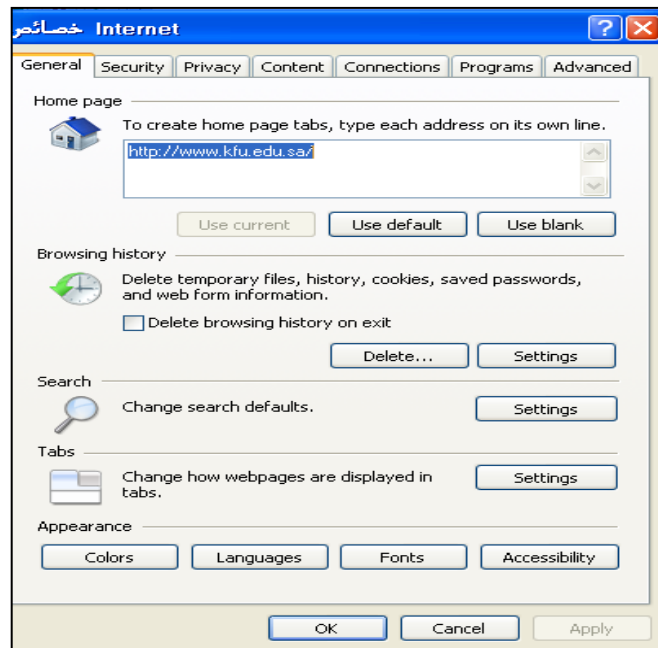 خصائص Internet
General Security Privacy Content Connections Programs Advanced
Home page
To create home page tabs, type each address on its own line.
http://www.kfu.edu.sa/
Use current Use default Use blank
Browsing history
Delete temporary files, history, cookies, saved passwords,
and web form information.
Delete browsing history on exit
Delete... Settings
Search
Change search defaults. Settings
Tabs
Change how webpages are displayed in
tabs.
Settings
Appearance
Colors Languages Fonts Accessibility
OK Cancel Apply